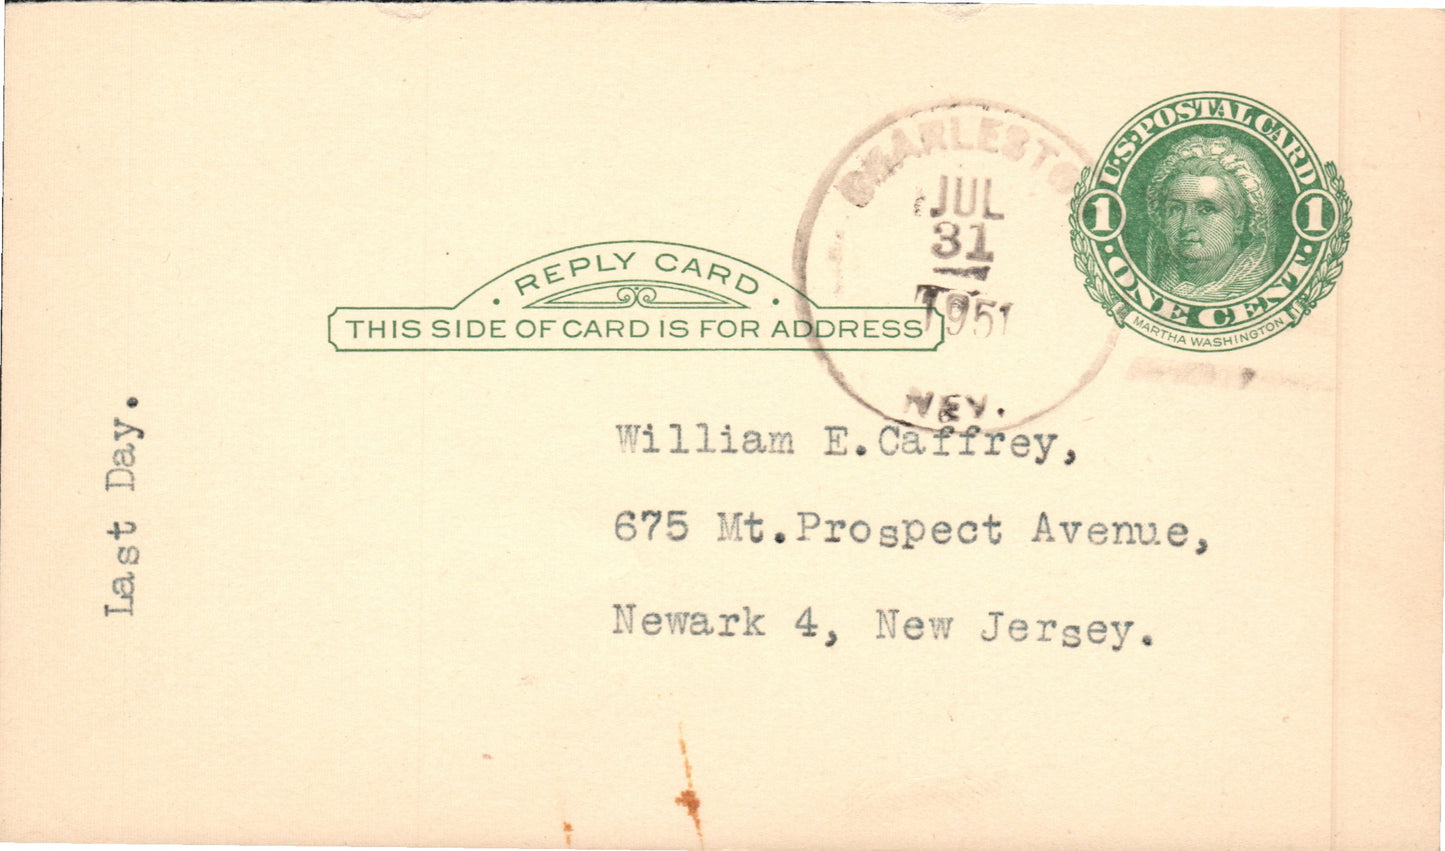 U.S. POSTAL CARD
1 1
· ONE CENT ·
MARTHA WASHINGTON
CHARLESTO
JUL
31
1951
NEV.
· REPLY CARD ·
THIS SIDE OF CARD IS FOR ADDRESS
William E.Caffrey,
675 Mt.Prospect Avenue,
Newark 4, New Jersey.
Last Day.